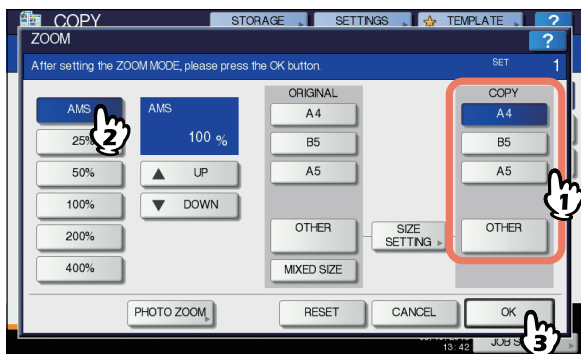 COPY STORAGE SETTINGS TEMPLATE ?
ZOOM ?
After setting the ZOOM MODE, please press the OK button. SET 1
ORIGINAL COPY
AMS AMS A4 A4
25% 100 % B5 B5
2
50% UP A5 A5
1
100% DOWN
200% OTHER SIZE SETTING OTHER
400% MIXED SIZE
PHOTO ZOOM RESET CANCEL OK
3
13:42 JOB S